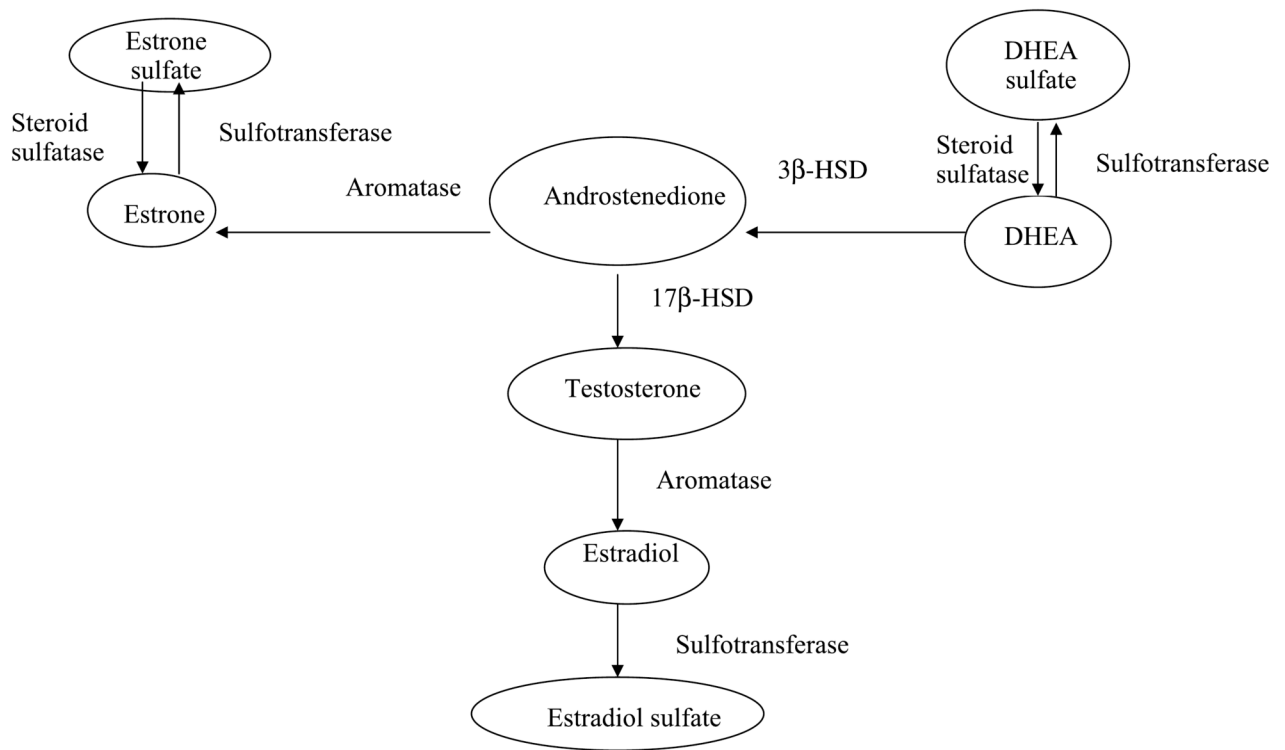 Estrone
sulfate
DHEA
sulfate
Steroid
sulfatase
Sulfotransferase
Steroid
sulfatase
Sulfotransferase
3β-HSD
Aromatase
Androstenedione
Estrone
DHEA
17β-HSD
Testosterone
Aromatase
Estradiol
Sulfotransferase
Estradiol sulfate